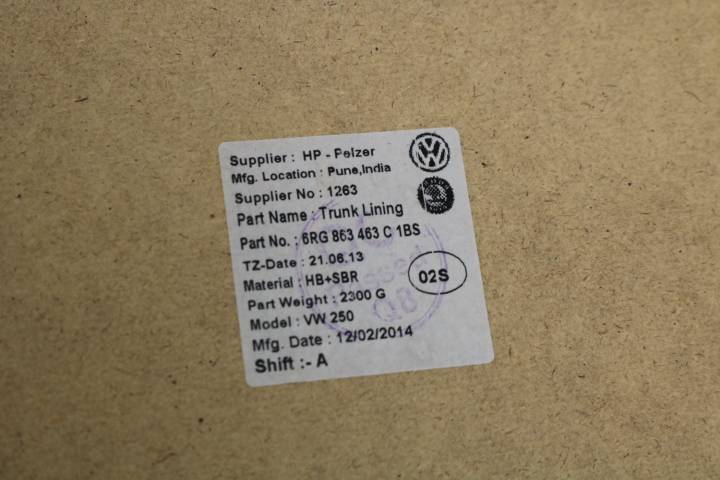 Supplier : HP - Pelzer
Mfg. Location : Pune,India
Supplier No : 1263
Part Name : Trunk Lining
Part No. : 6RG 863 463 C 1BS
TZ-Date : 21.06.13
Material : HB+SBR
02S
Part Weight : 2300 G
Model : VW 250
Mfg. Date : 12/02/2014
Shift :- A
Passed
Q8